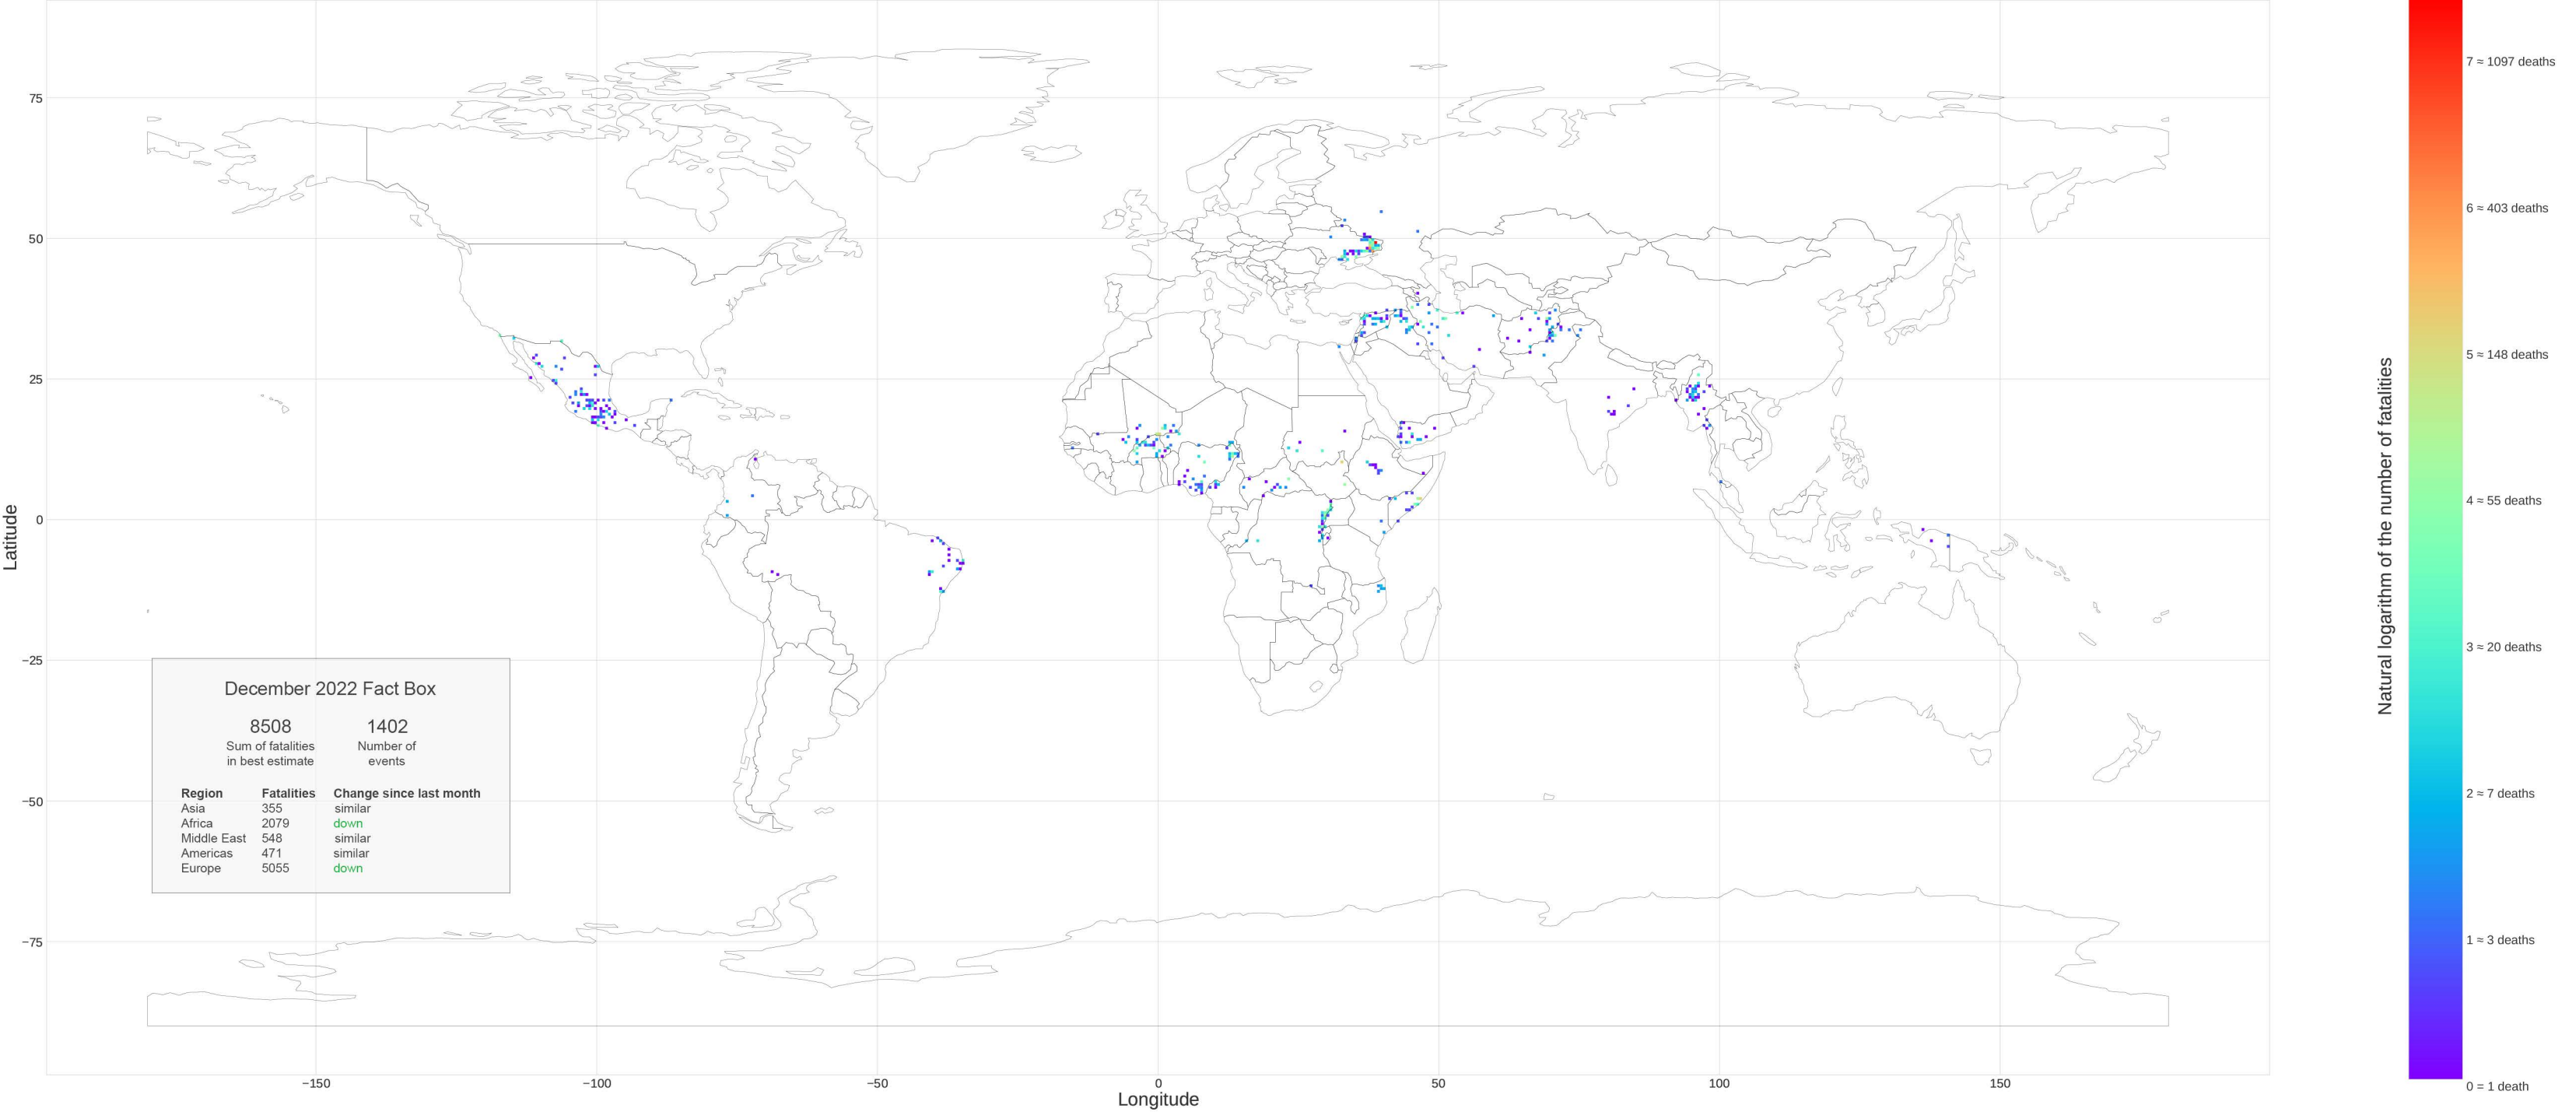 75
50
25
0
−25
−50
−75
Latitude
−150
−100
−50
0
50
100
150
Longitude
December 2022 Fact Box
8508 1402
Sum of fatalities Number of
in best estimate events
Region Fatalities Change since last month
Asia 355 similar
Africa 2079 down
Middle East 548 similar
Americas 471 similar
Europe 5055 down
Natural logarithm of the number of fatalities
7 ≈ 1097 deaths
6 ≈ 403 deaths
5 ≈ 148 deaths
4 ≈ 55 deaths
3 ≈ 20 deaths
2 ≈ 7 deaths
1 ≈ 3 deaths
0 = 1 death